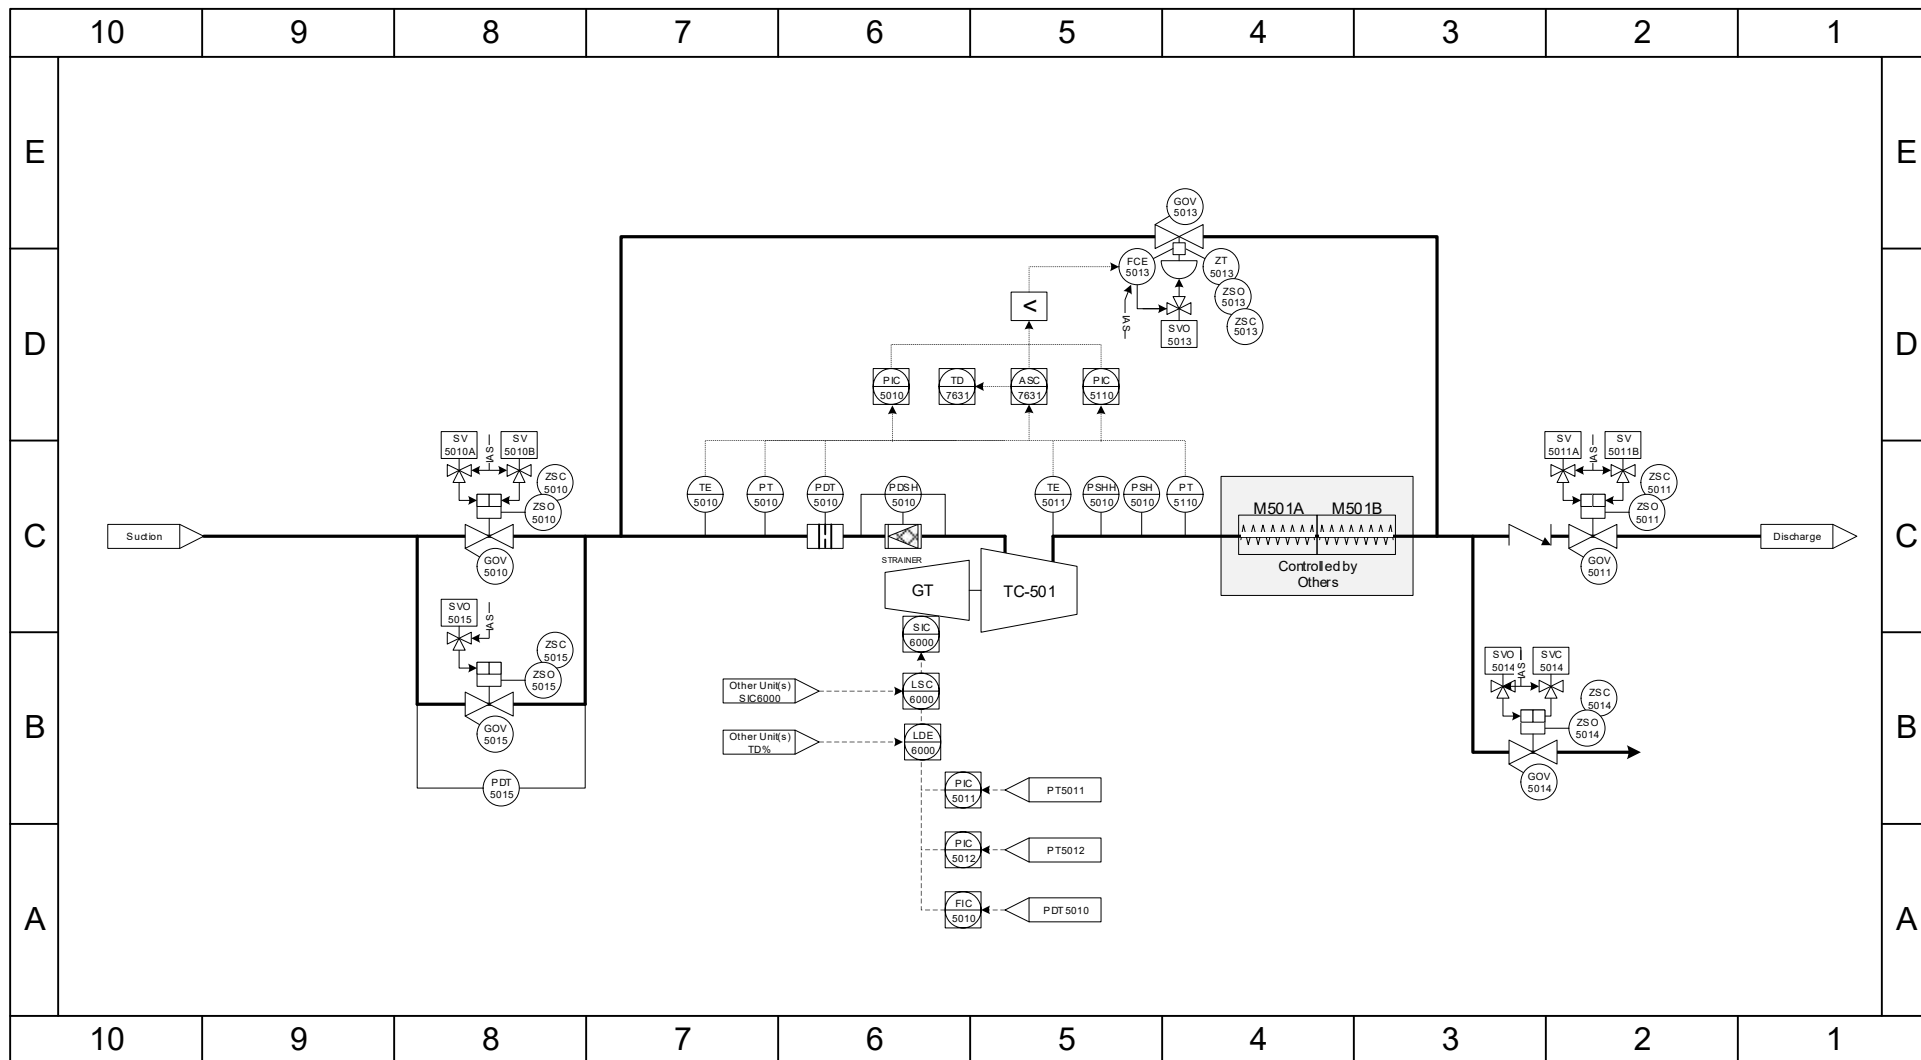 10 9 8 7 6 5 4 3 2 1
E
E
GOV
5013
FCE
5013
ZT
5013
ZSO
5013
ZSC
5013
<
IAS
SVO
5013
D
D
PIC
5010
TD
7631
ASC
7631
PIC
5110
SV
5010A
IAS
SV
5010B
ZSC
5010
ZSO
5010
GOV
5010
TE
5010
PT
5010
PDT
5010
PDSH
5010
TE
5011
PSHH
5010
PSH
5010
PT
5110
SV
5011A
IAS
SV
5011B
ZSC
5011
ZSO
5011
GOV
5011
M501A
M501B
Controlled by
Others
C
C
Suction
Discharge
STRAINER
GT
TC-501
SVO
5015
IAS
ZSC
5015
ZSO
5015
GOV
5015
PDT
5015
SIC
6000
Other Unit(s)
SIC6000
LSC
6000
Other Unit(s)
TD%
LDE
6000
SVO
5014
IAS
SVC
5014
ZSC
5014
ZSO
5014
GOV
5014
B
B
PIC
5011
PT5011
PIC
5012
PT5012
FIC
5010
PDT5010
A
A
10 9 8 7 6 5 4 3 2 1